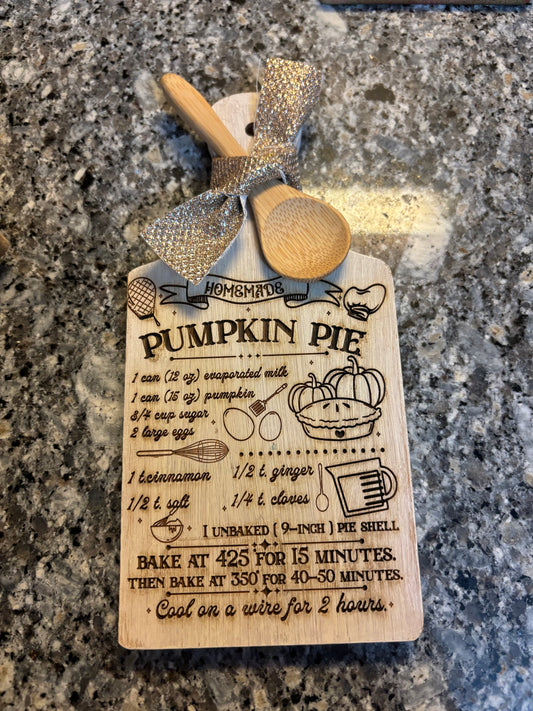 HOMEMADE
PUMPKIN PIE
1 can (12 oz) evaporated milk
1 can (15 oz) pumpkin
3/4 cup sugar
2 large eggs
1 t.cinnamon
1/2 t. ginger
1/2 t. salt
1/4 t. cloves
1 UNBAKED ( 9-INCH ) PIE SHELL
BAKE AT 425° FOR 15 MINUTES.
THEN BAKE AT 350° FOR 40-50 MINUTES.
Cool on a wire for 2 hours.